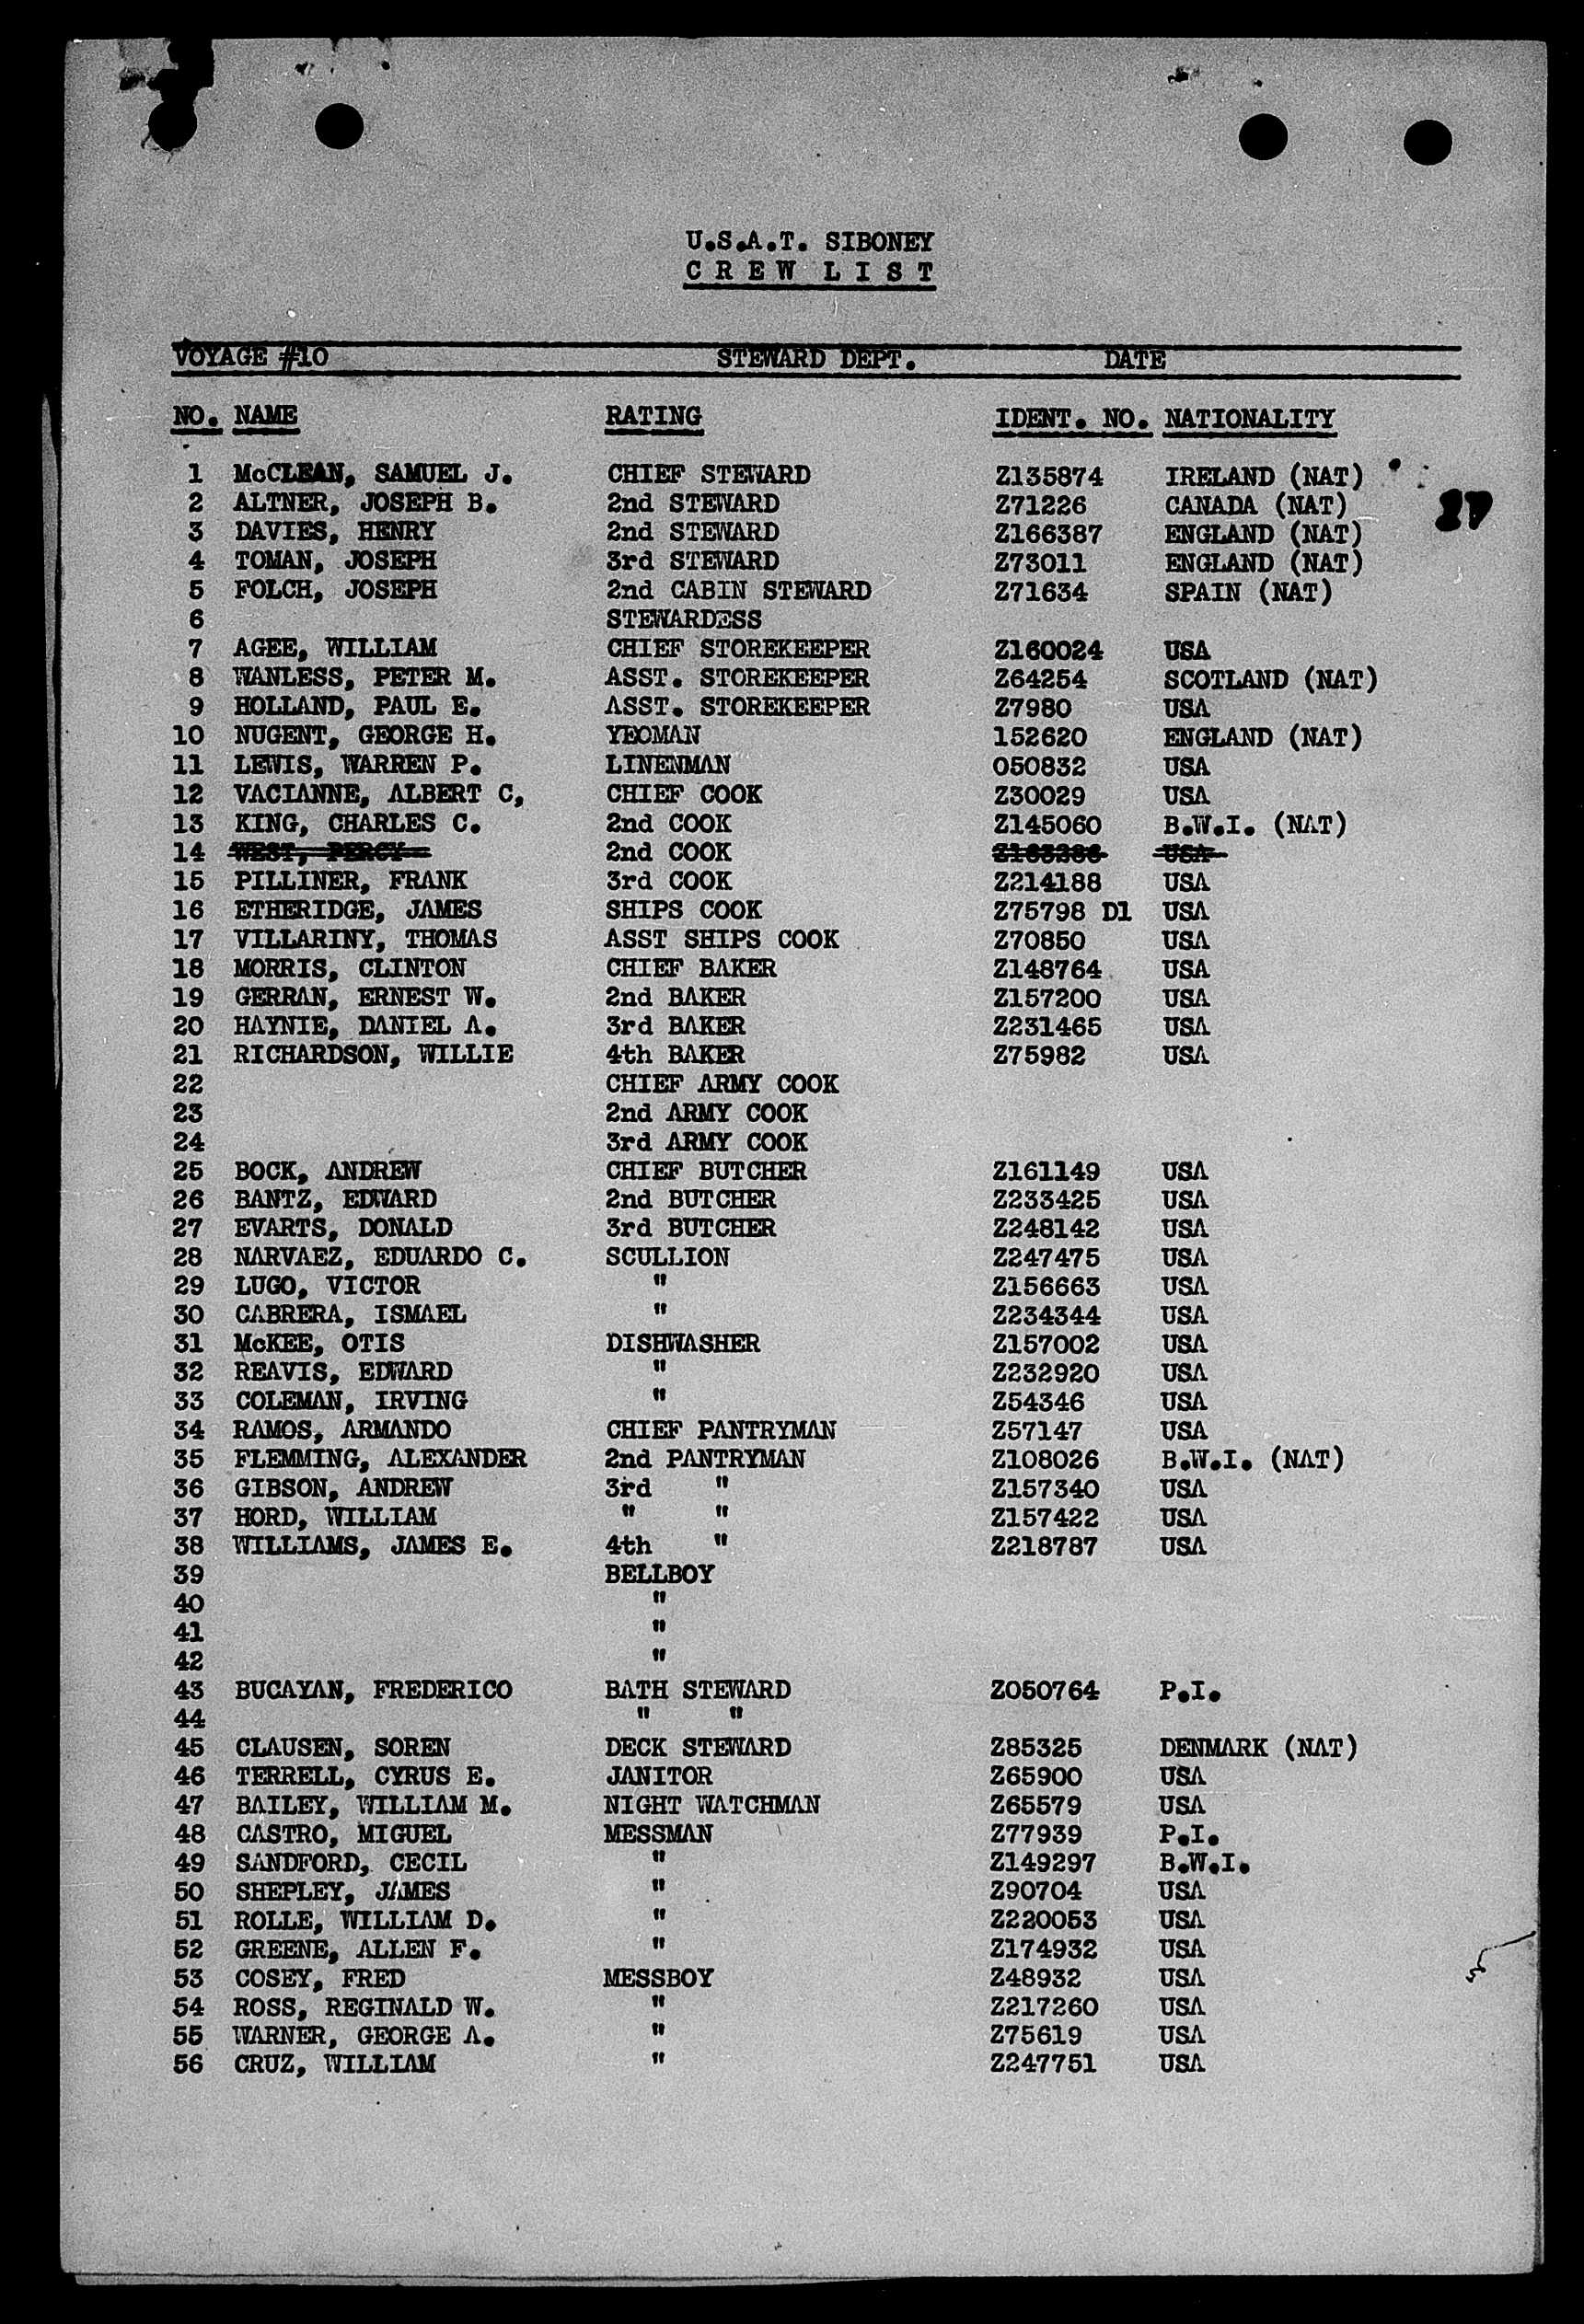 U.S.A.T. SIBONEY
C R E W  L I S T
VOYAGE #10 STEWARD DEPT. DATE
NO. NAME RATING IDENT. NO. NATIONALITY
1 McCLEAN, SAMUEL J. CHIEF STEWARD Z135874 IRELAND (NAT)
2 ALTNER, JOSEPH B. 2nd STEWARD Z71226 CANADA (NAT)
3 DAVIES, HENRY 2nd STEWARD Z166387 ENGLAND (NAT)
4 TOMAN, JOSEPH 3rd STEWARD Z73011 ENGLAND (NAT)
5 FOLCH, JOSEPH 2nd CABIN STEWARD Z71634 SPAIN (NAT)
6 STEWARDESS
7 AGEE, WILLIAM CHIEF STOREKEEPER Z160024 USA
8 WANLESS, PETER M. ASST. STOREKEEPER Z64254 SCOTLAND (NAT)
9 HOLLAND, PAUL E. ASST. STOREKEEPER Z7980 USA
10 NUGENT, GEORGE H. YEOMAN 152620 ENGLAND (NAT)
11 LEWIS, WARREN P. LINENMAN 050832 USA
12 VACIANNE, ALBERT C, CHIEF COOK Z30029 USA
13 KING, CHARLES C. 2nd COOK Z145060 B.W.I. (NAT)
14 WEST, PERCY 2nd COOK Z163286 USA
15 PILLINER, FRANK 3rd COOK Z214188 USA
16 ETHERIDGE, JAMES SHIPS COOK Z75798 D1 USA
17 VILLARINY, THOMAS ASST SHIPS COOK Z70850 USA
18 MORRIS, CLINTON CHIEF BAKER Z148764 USA
19 GERRAN, ERNEST W. 2nd BAKER Z157200 USA
20 HAYNIE, DANIEL A. 3rd BAKER Z231465 USA
21 RICHARDSON, WILLIE 4th BAKER Z75982 USA
22 CHIEF ARMY COOK
23 2nd ARMY COOK
24 3rd ARMY COOK
25 BOCK, ANDREW CHIEF BUTCHER Z161149 USA
26 BANTZ, EDWARD 2nd BUTCHER Z233425 USA
27 EVARTS, DONALD 3rd BUTCHER Z248142 USA
28 NARVAEZ, EDUARDO C. SCULLION Z247475 USA
29 LUGO, VICTOR " Z156663 USA
30 CABRERA, ISMAEL " Z234344 USA
31 McKEE, OTIS DISHWASHER Z157002 USA
32 REAVIS, EDWARD " Z232920 USA
33 COLEMAN, IRVING " Z54346 USA
34 RAMOS, ARMANDO CHIEF PANTRYMAN Z57147 USA
35 FLEMMING, ALEXANDER 2nd PANTRYMAN Z108026 B.W.I. (NAT)
36 GIBSON, ANDREW 3rd " Z157340 USA
37 HORD, WILLIAM " " Z157422 USA
38 WILLIAMS, JAMES E. 4th " Z218787 USA
39 BELLBOY
40 "
41 "
42 "
43 BUCAYAN, FREDERICO BATH STEWARD Z050764 P.I.
44 " "
45 CLAUSEN, SOREN DECK STEWARD Z85325 DENMARK (NAT)
46 TERRELL, CYRUS E. JANITOR Z65900 USA
47 BAILEY, WILLIAM M. NIGHT WATCHMAN Z65579 USA
48 CASTRO, MIGUEL MESSMAN Z77939 P.I.
49 SANDFORD, CECIL " Z149297 B.W.I.
50 SHEPLEY, JAMES " Z90704 USA
51 ROLLE, WILLIAM D. " Z220053 USA
52 GREENE, ALLEN F. " Z174932 USA
53 COSEY, FRED MESSBOY Z48932 USA
54 ROSS, REGINALD W. " Z217260 USA
55 WARNER, GEORGE A. " Z75619 USA
56 CRUZ, WILLIAM " Z247751 USA